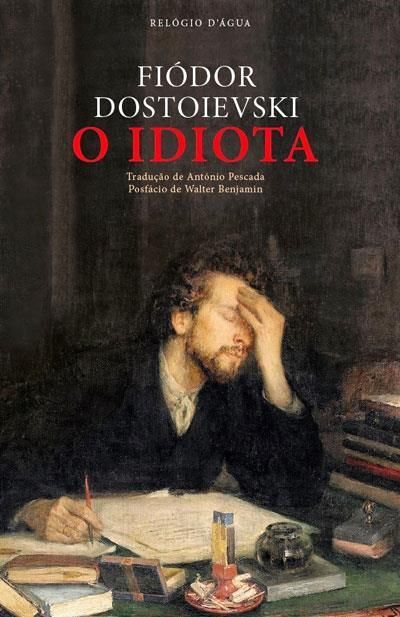 RELÓGIO D'ÁGUA
FIÓDOR
DOSTOIEVSKI
O IDIOTA
Tradução de António Pescada
Posfácio de Walter Benjamin